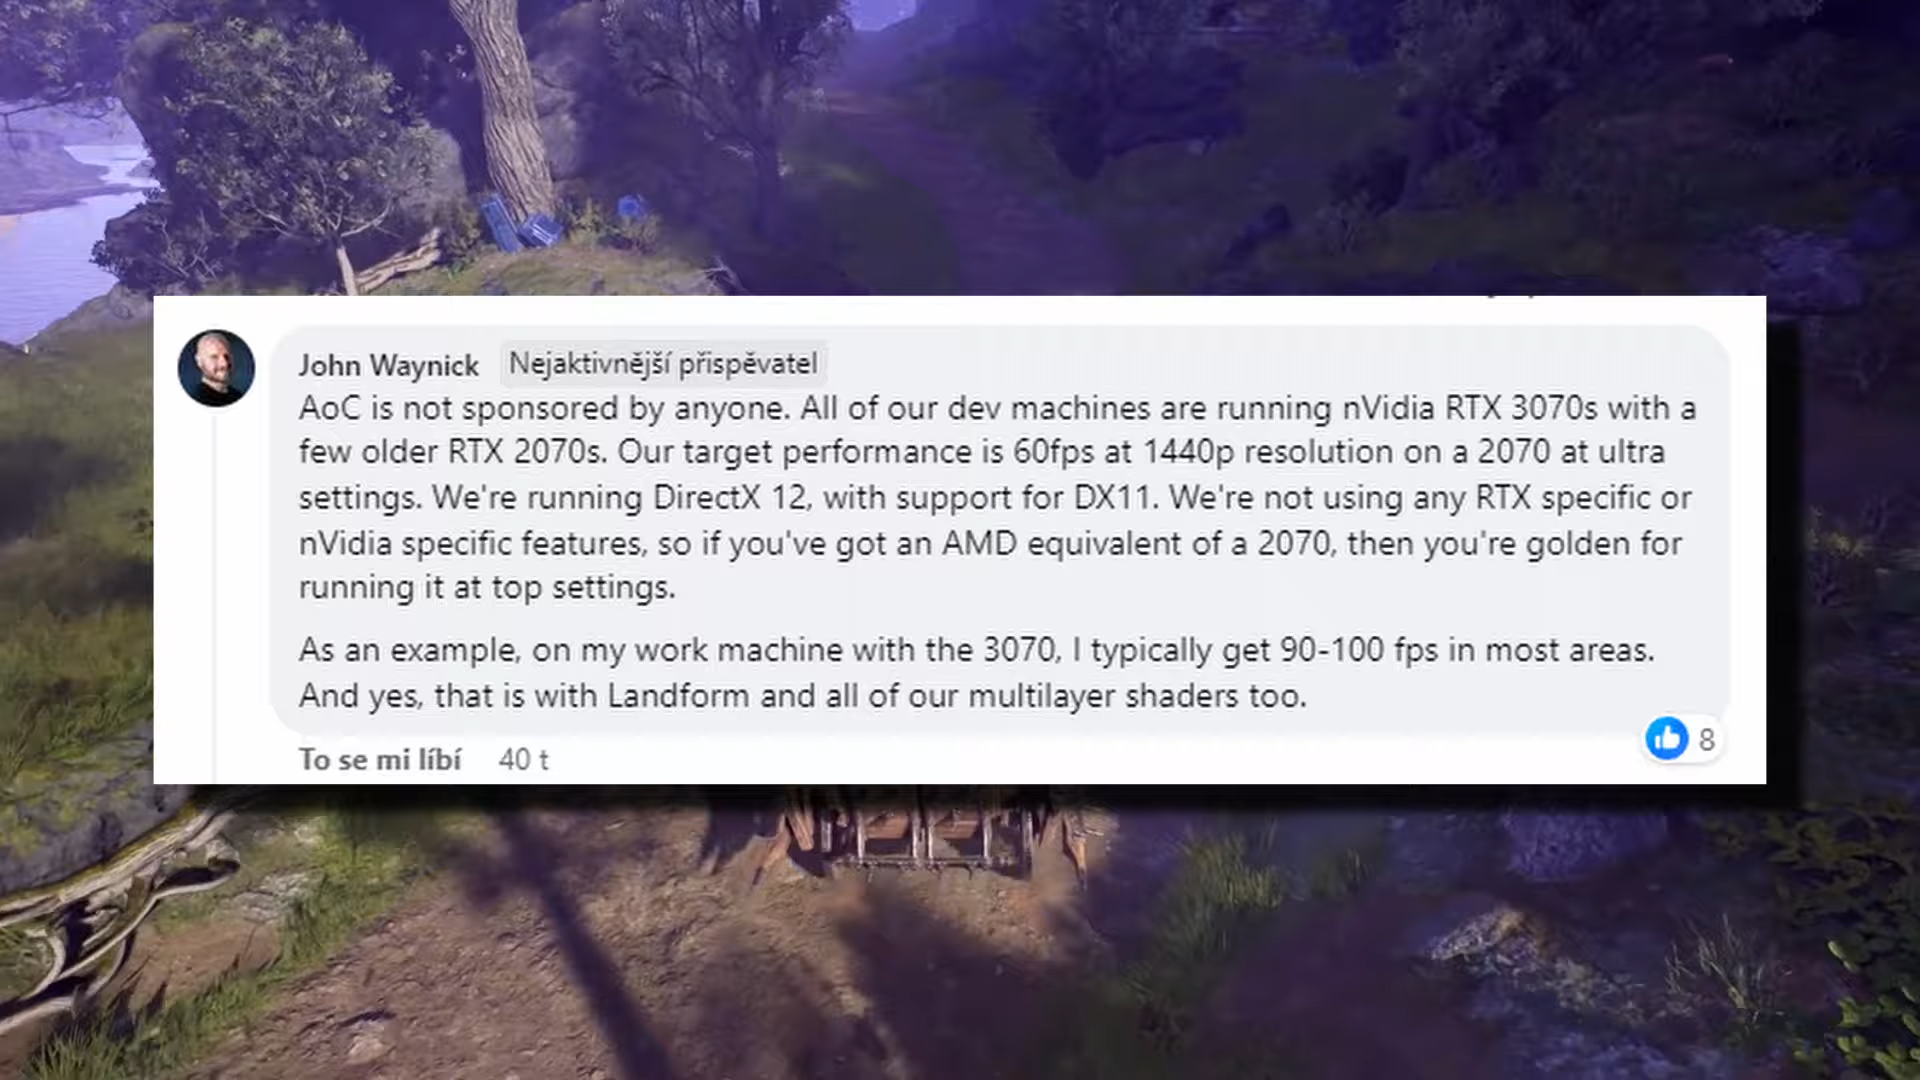 John Waynick Nejaktivnější přispěvatel
AoC is not sponsored by anyone. All of our dev machines are running nVidia RTX 3070s with a
few older RTX 2070s. Our target performance is 60fps at 1440p resolution on a 2070 at ultra
settings. We're running DirectX 12, with support for DX11. We're not using any RTX specific or
nVidia specific features, so if you've got an AMD equivalent of a 2070, then you're golden for
running it at top settings.
As an example, on my work machine with the 3070, I typically get 90-100 fps in most areas.
And yes, that is with Landform and all of our multilayer shaders too.
8
To se mi líbí 40 t